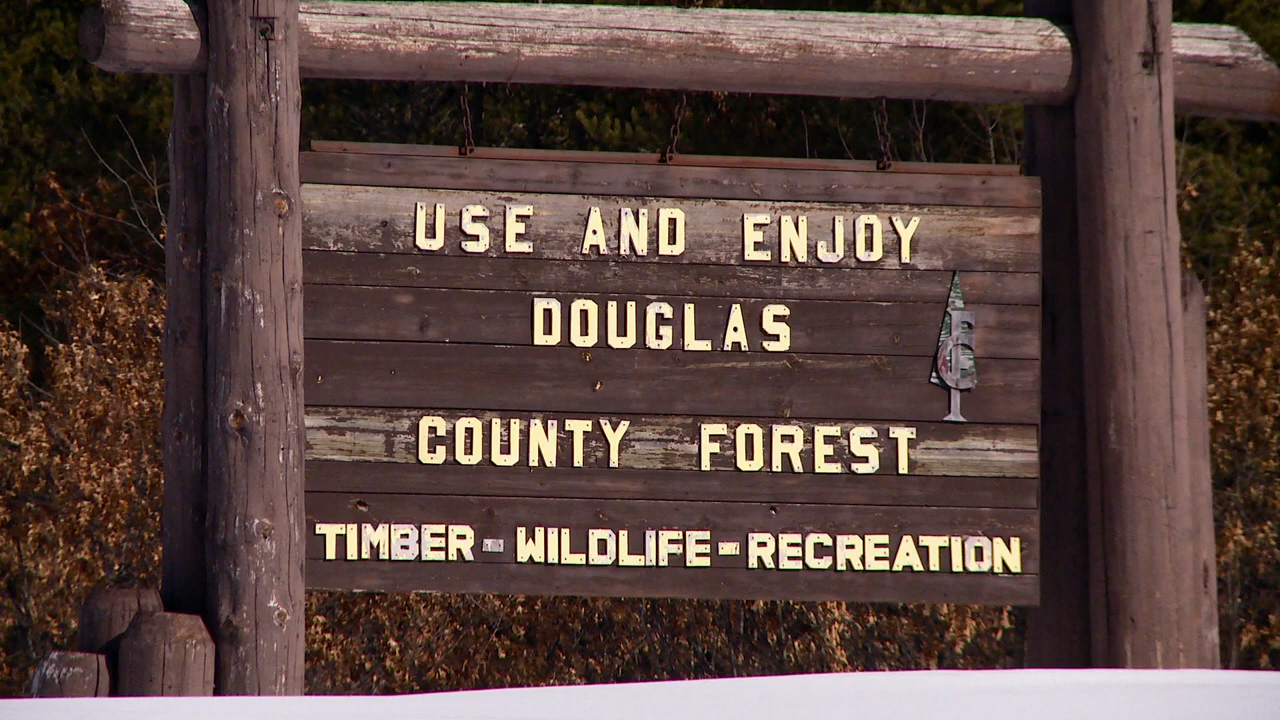 USE AND ENJOY
DOUGLAS
COUNTY FOREST
TIMBER-WILDLIFE-RECREATION